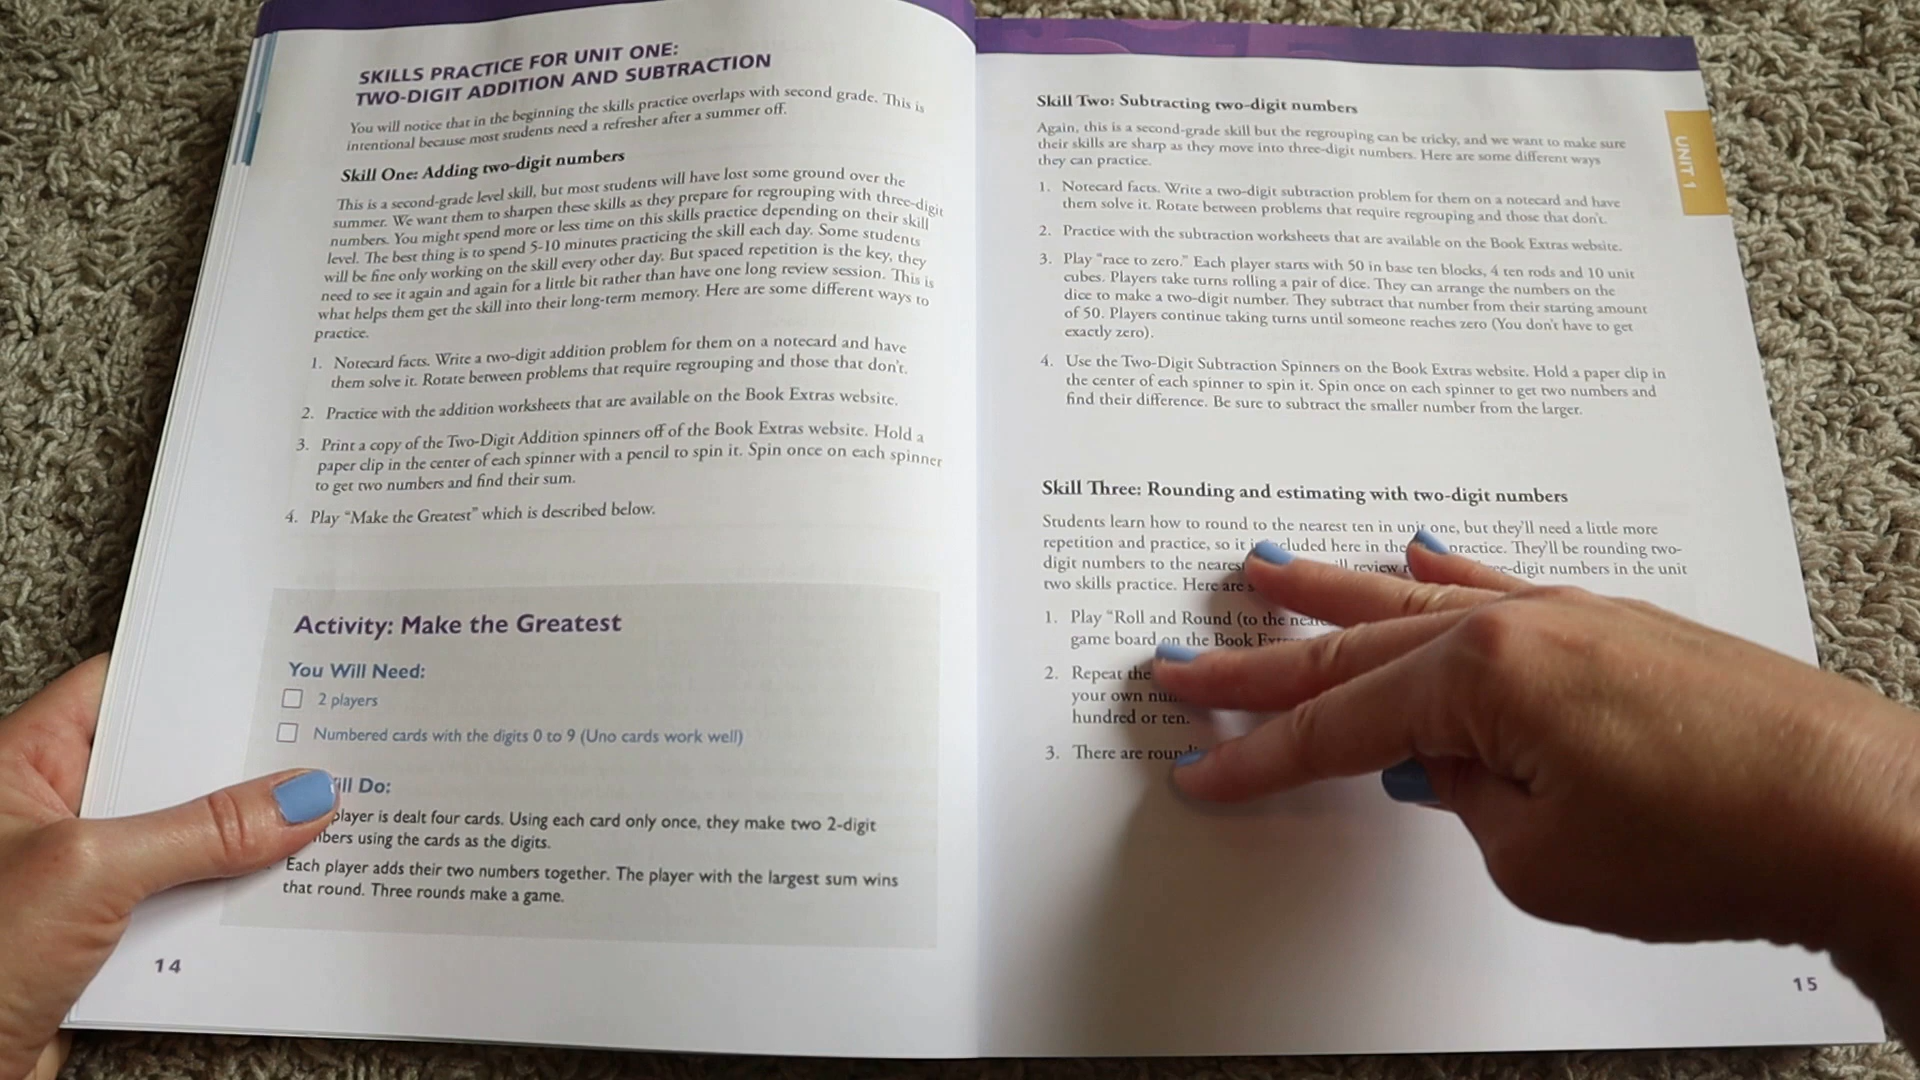 SKILLS PRACTICE FOR UNIT ONE:
TWO-DIGIT ADDITION AND SUBTRACTION
You will notice that in the beginning the skills practice overlaps with second grade. This is
intentional because most students need a refresher after a summer off.
Skill One: Adding two-digit numbers
This is a second-grade level skill, but most students will have lost some ground over the
summer. We want them to sharpen these skills as they prepare for regrouping with three-digit
numbers. You might spend more or less time on this skills practice depending on their skill
level. The best thing is to spend 5-10 minutes practicing the skill each day. Some students
will be fine only working on the skill every other day. But spaced repetition is the key, they
need to see it again and again for a little bit rather than have one long review session. This is
what helps them get the skill into their long-term memory. Here are some different ways to
practice.
1. Notecard facts. Write a two-digit addition problem for them on a notecard and have
them solve it. Rotate between problems that require regrouping and those that don't.
2. Practice with the addition worksheets that are available on the Book Extras website.
3. Print a copy of the Two-Digit Addition spinners off of the Book Extras website. Hold a
paper clip in the center of each spinner with a pencil to spin it. Spin once on each spinner
to get two numbers and find their sum.
4. Play "Make the Greatest" which is described below.
Activity: Make the Greatest
You Will Need:
2 players
Numbered cards with the digits 0 to 9 (Uno cards work well)
Do:
player is dealt four cards. Using each card only once, they make two 2-digit
using the cards as the digits.
Each player adds their two numbers together. The player with the largest sum wins
that round. Three rounds make a game.
14
Skill Two: Subtracting two-digit numbers
Again, this is a second-grade skill but the regrouping can be tricky, and we want to make sure
their skills are sharp as they move into three-digit numbers. Here are some different ways
they can practice.
1. Notecard facts. Write a two-digit subtraction problem for them on a notecard and have
them solve it. Rotate between problems that require regrouping and those that don't.
2. Practice with the subtraction worksheets that are available on the Book Extras website.
3. Play "race to zero." Each player starts with 50 in base ten blocks, 4 ten rods and 10 unit
cubes. Players take turns rolling a pair of dice. They can arrange the numbers on the
dice to make a two-digit number. They subtract that number from their starting amount
of 50. Players continue taking turns until someone reaches zero (You don't have to get
exactly zero).
4. Use the Two-Digit Subtraction Spinners on the Book Extras website. Hold a paper clip in
the center of each spinner to spin it. Spin once on each spinner to get two numbers and
find their difference. Be sure to subtract the smaller number from the larger.
Skill Three: Rounding and estimating with two-digit numbers
Students learn how to round to the nearest ten in unit one, but they'll need a little more
repetition and practice, so it included here in the practice. They'll be rounding two-
digit numbers to the nearest review numbers in the unit
two skills practice. Here are
1. Play "Roll and Round (to the
game board on the Book
2. Repeat the
your own
hundred or ten.
3. There are
UNIT 1
15